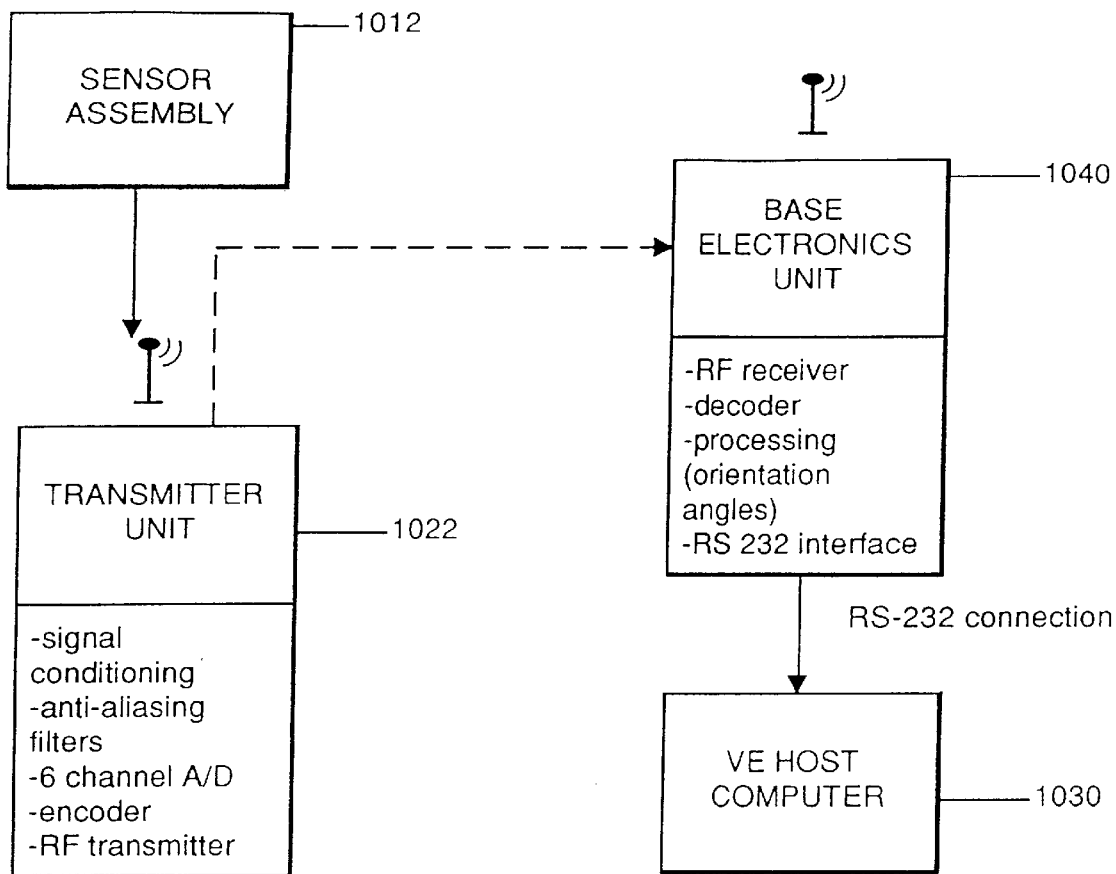 1012
SENSOR
ASSEMBLY
1040
BASE
ELECTRONICS
UNIT
-RF receiver
-decoder
-processing
(orientation
angles)
-RS 232 interface
TRANSMITTER
UNIT
1022
-signal
conditioning
-anti-aliasing
filters
-6 channel A/D
-encoder
-RF transmitter
RS-232 connection
VE HOST
COMPUTER
1030